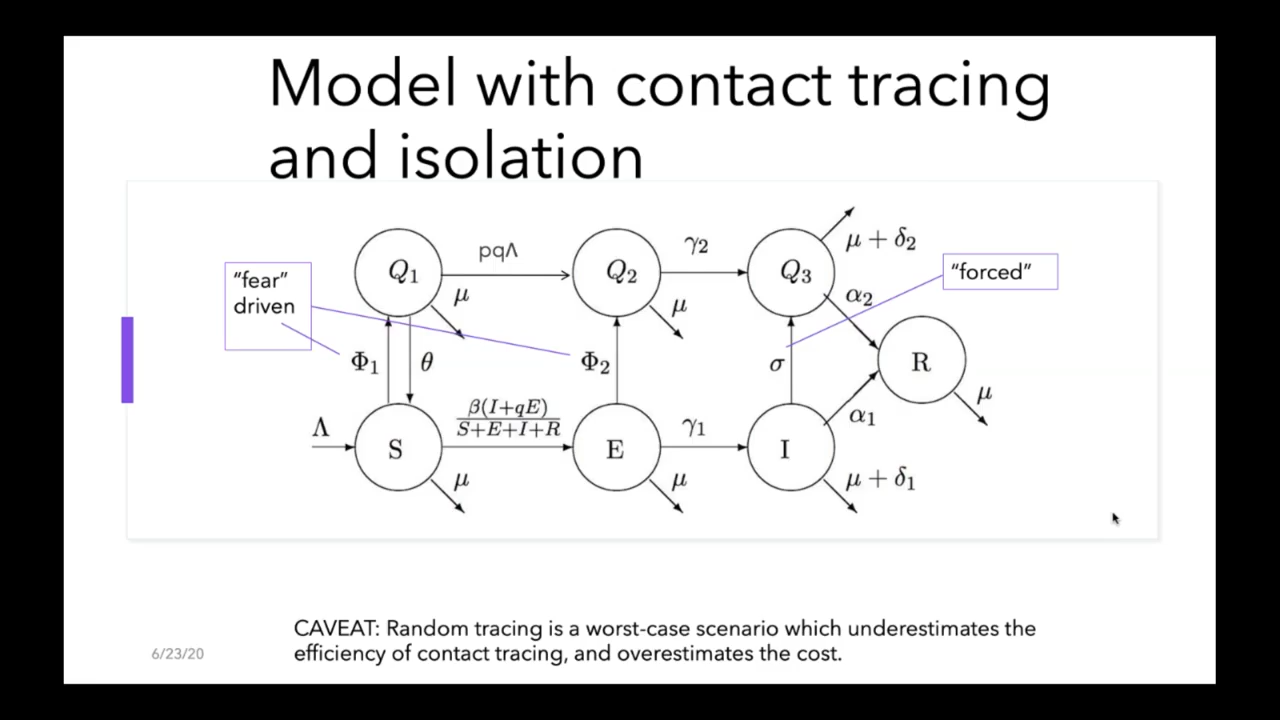 Model with contact tracing
and isolation
"fear"
driven
Q₁
pqΛ
Q₂
γ₂
Q₃
μ + δ₂
"forced"
μ
μ
α₂
Φ₁
θ
Φ₂
σ
R
μ
Λ
S
β(I+qE)
S+E+I+R
E
γ₁
I
α₁
μ
μ
μ + δ₁
CAVEAT: Random tracing is a worst-case scenario which underestimates the
efficiency of contact tracing, and overestimates the cost.
6/23/20